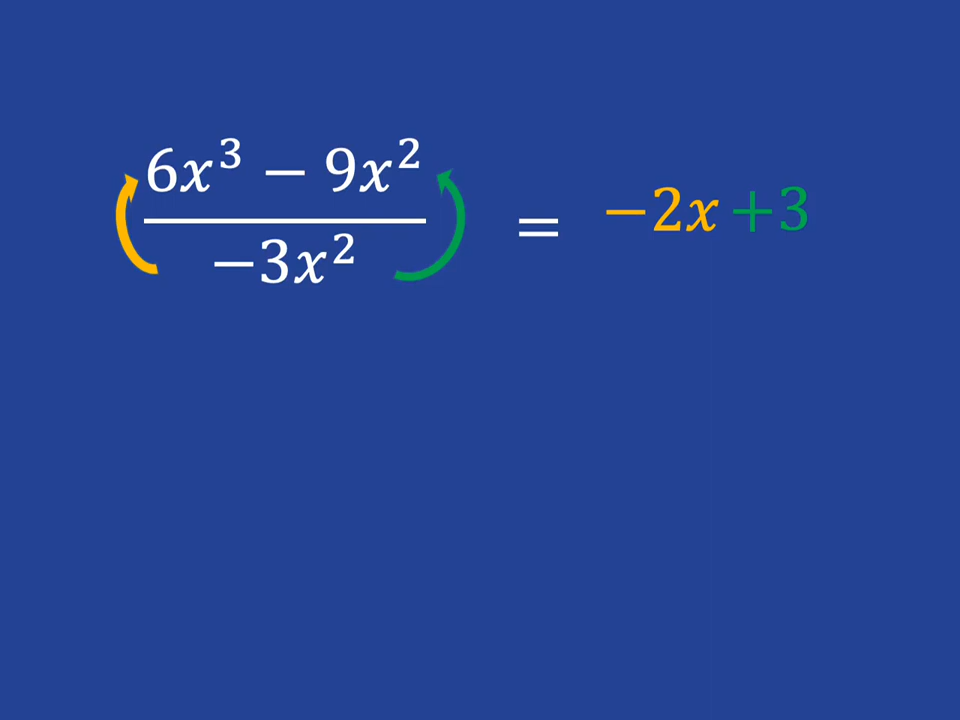 6x³ − 9x²
−3x²
= −2x +3